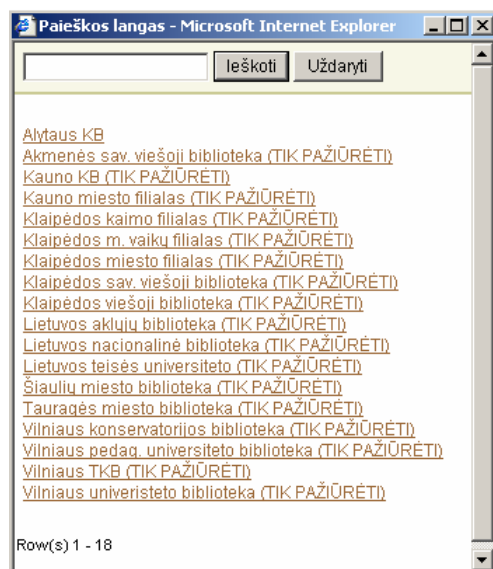 Paieškos langas - Microsoft Internet Explorer
Ieškoti Uždaryti
Alytaus KB
Akmenės sav. viešoji biblioteka (TIK PAŽIŪRĖTI)
Kauno KB (TIK PAŽIŪRĖTI)
Kauno miesto filialas (TIK PAŽIŪRĖTI)
Klaipėdos kaimo filialas (TIK PAŽIŪRĖTI)
Klaipėdos m. vaikų filialas (TIK PAŽIŪRĖTI)
Klaipėdos miesto filialas (TIK PAŽIŪRĖTI)
Klaipėdos sav. viešoji biblioteka (TIK PAŽIŪRĖTI)
Klaipėdos viešoji biblioteka (TIK PAŽIŪRĖTI)
Lietuvos aklųjų biblioteka (TIK PAŽIŪRĖTI)
Lietuvos nacionalinė biblioteka (TIK PAŽIŪRĖTI)
Lietuvos teisės universiteto (TIK PAŽIŪRĖTI)
Šiaulių miesto biblioteka (TIK PAŽIŪRĖTI)
Tauragės miesto biblioteka (TIK PAŽIŪRĖTI)
Vilniaus konservatorijos biblioteka (TIK PAŽIŪRĖTI)
Vilniaus pedag. universiteto biblioteka (TIK PAŽIŪRĖTI)
Vilniaus TKB (TIK PAŽIŪRĖTI)
Vilniaus univeristeto biblioteka (TIK PAŽIŪRĖTI)
Row(s) 1 - 18